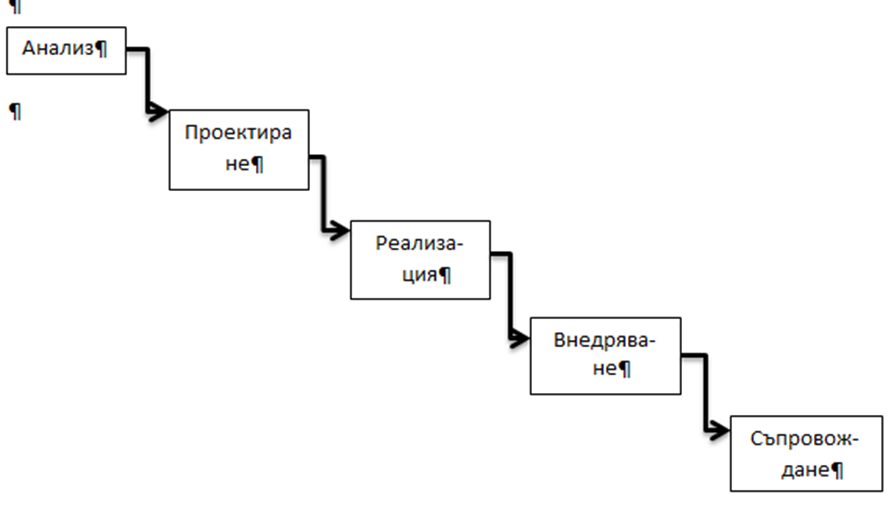 ¶
Анализ¶
¶
Проектира
не¶
Реализа-
ция¶
Внедрява-
не¶
Съпровож-
дане¶